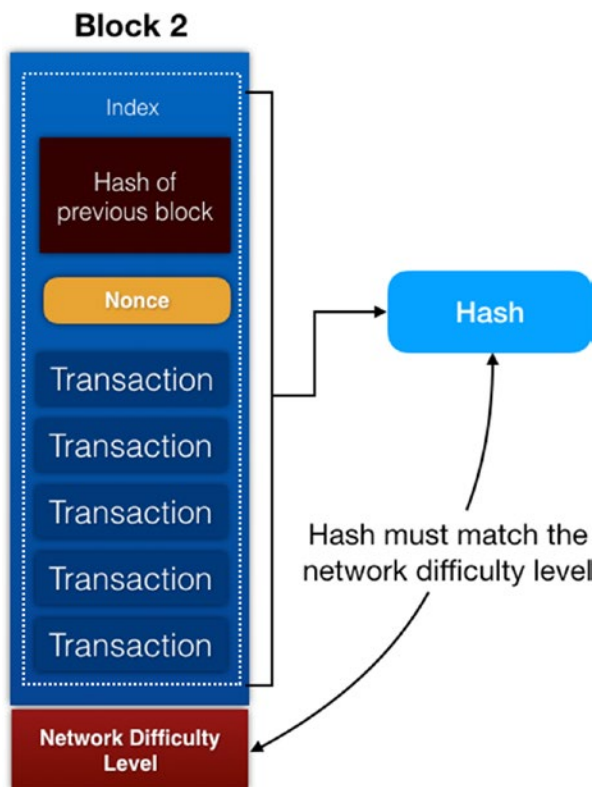 Block 2
Index
Hash of
previous block
Nonce
Transaction
Transaction
Transaction
Transaction
Transaction
Network Difficulty
Level
Hash
Hash must match the
network difficulty level